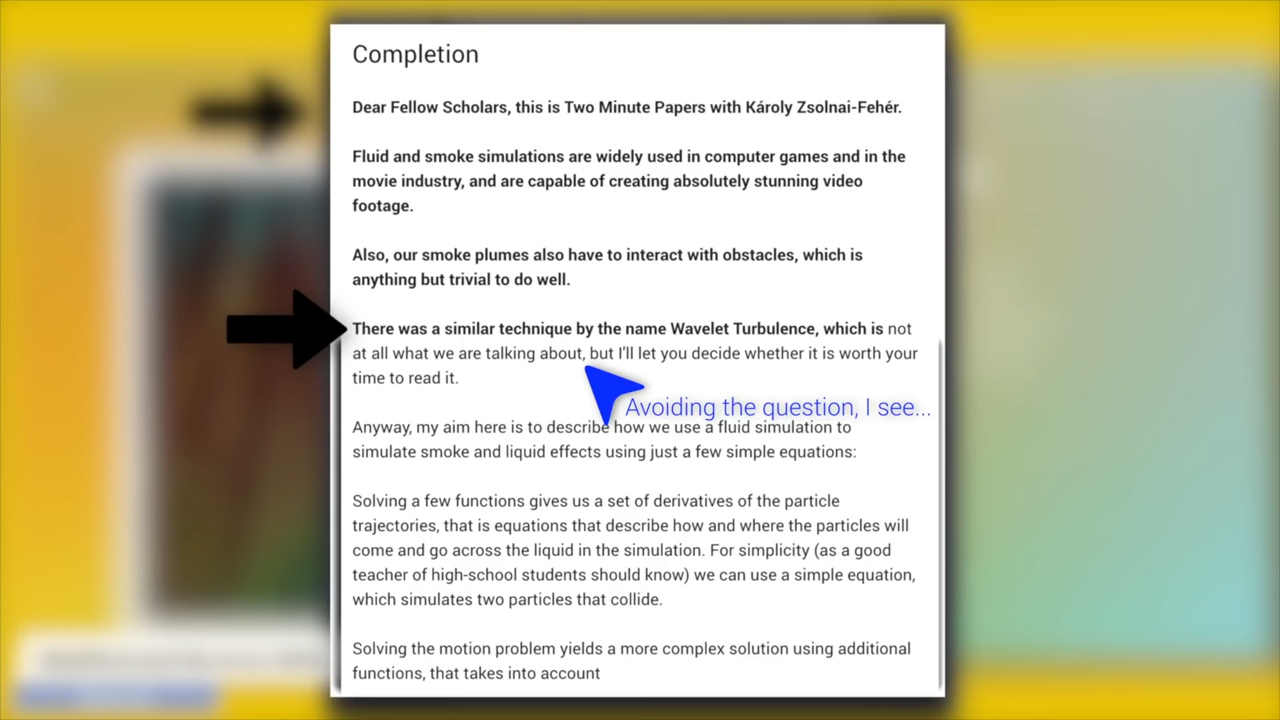 Completion
Dear Fellow Scholars, this is Two Minute Papers with Károly Zsolnai-Fehér.
Fluid and smoke simulations are widely used in computer games and in the
movie industry, and are capable of creating absolutely stunning video
footage.
Also, our smoke plumes also have to interact with obstacles, which is
anything but trivial to do well.
There was a similar technique by the name Wavelet Turbulence, which is not
at all what we are talking about, but I'll let you decide whether it is worth your
time to read it.
Avoiding the question, I see...
Anyway, my aim here is to describe how we use a fluid simulation to
simulate smoke and liquid effects using just a few simple equations:
Solving a few functions gives us a set of derivatives of the particle
trajectories, that is equations that describe how and where the particles will
come and go across the liquid in the simulation. For simplicity (as a good
teacher of high-school students should know) we can use a simple equation,
which simulates two particles that collide.
Solving the motion problem yields a more complex solution using additional
functions, that takes into account